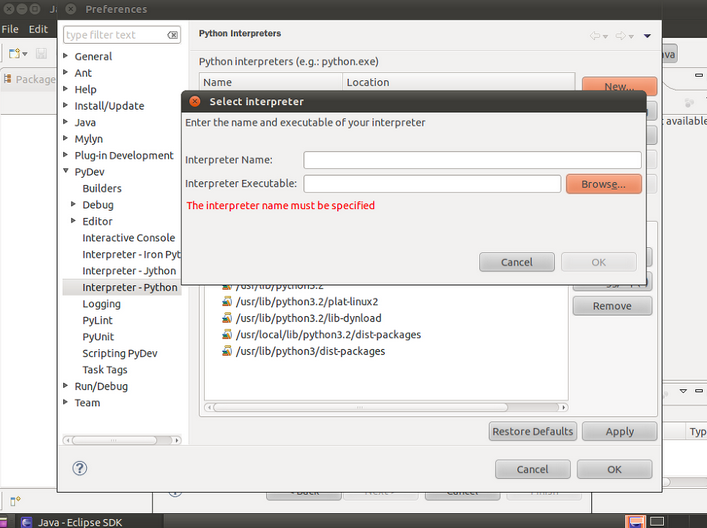 Ja
Preferences
File Edit
type filter text
Python Interpreters
ava
Package
General
Ant
Help
Install/Update
Java
Mylyn
Plug-in Development
PyDev
Builders
Debug
Editor
Interactive Console
Interpreter - Iron Pyt
Interpreter - Jython
Interpreter - Python
Logging
PyLint
PyUnit
Scripting PyDev
Task Tags
Run/Debug
Team
Python interpreters (e.g.: python.exe)
Name Location
New...
t available
Select interpreter
Enter the name and executable of your interpreter
Interpreter Name:
Interpreter Executable: Browse...
The interpreter name must be specified
Cancel OK
/usr/lib/python3.2
/usr/lib/python3.2/plat-linux2
/usr/lib/python3.2/lib-dynload
/usr/local/lib/python3.2/dist-packages
/usr/lib/python3/dist-packages
Remove
Restore Defaults Apply
Typ
Cancel OK
Java - Eclipse SDK